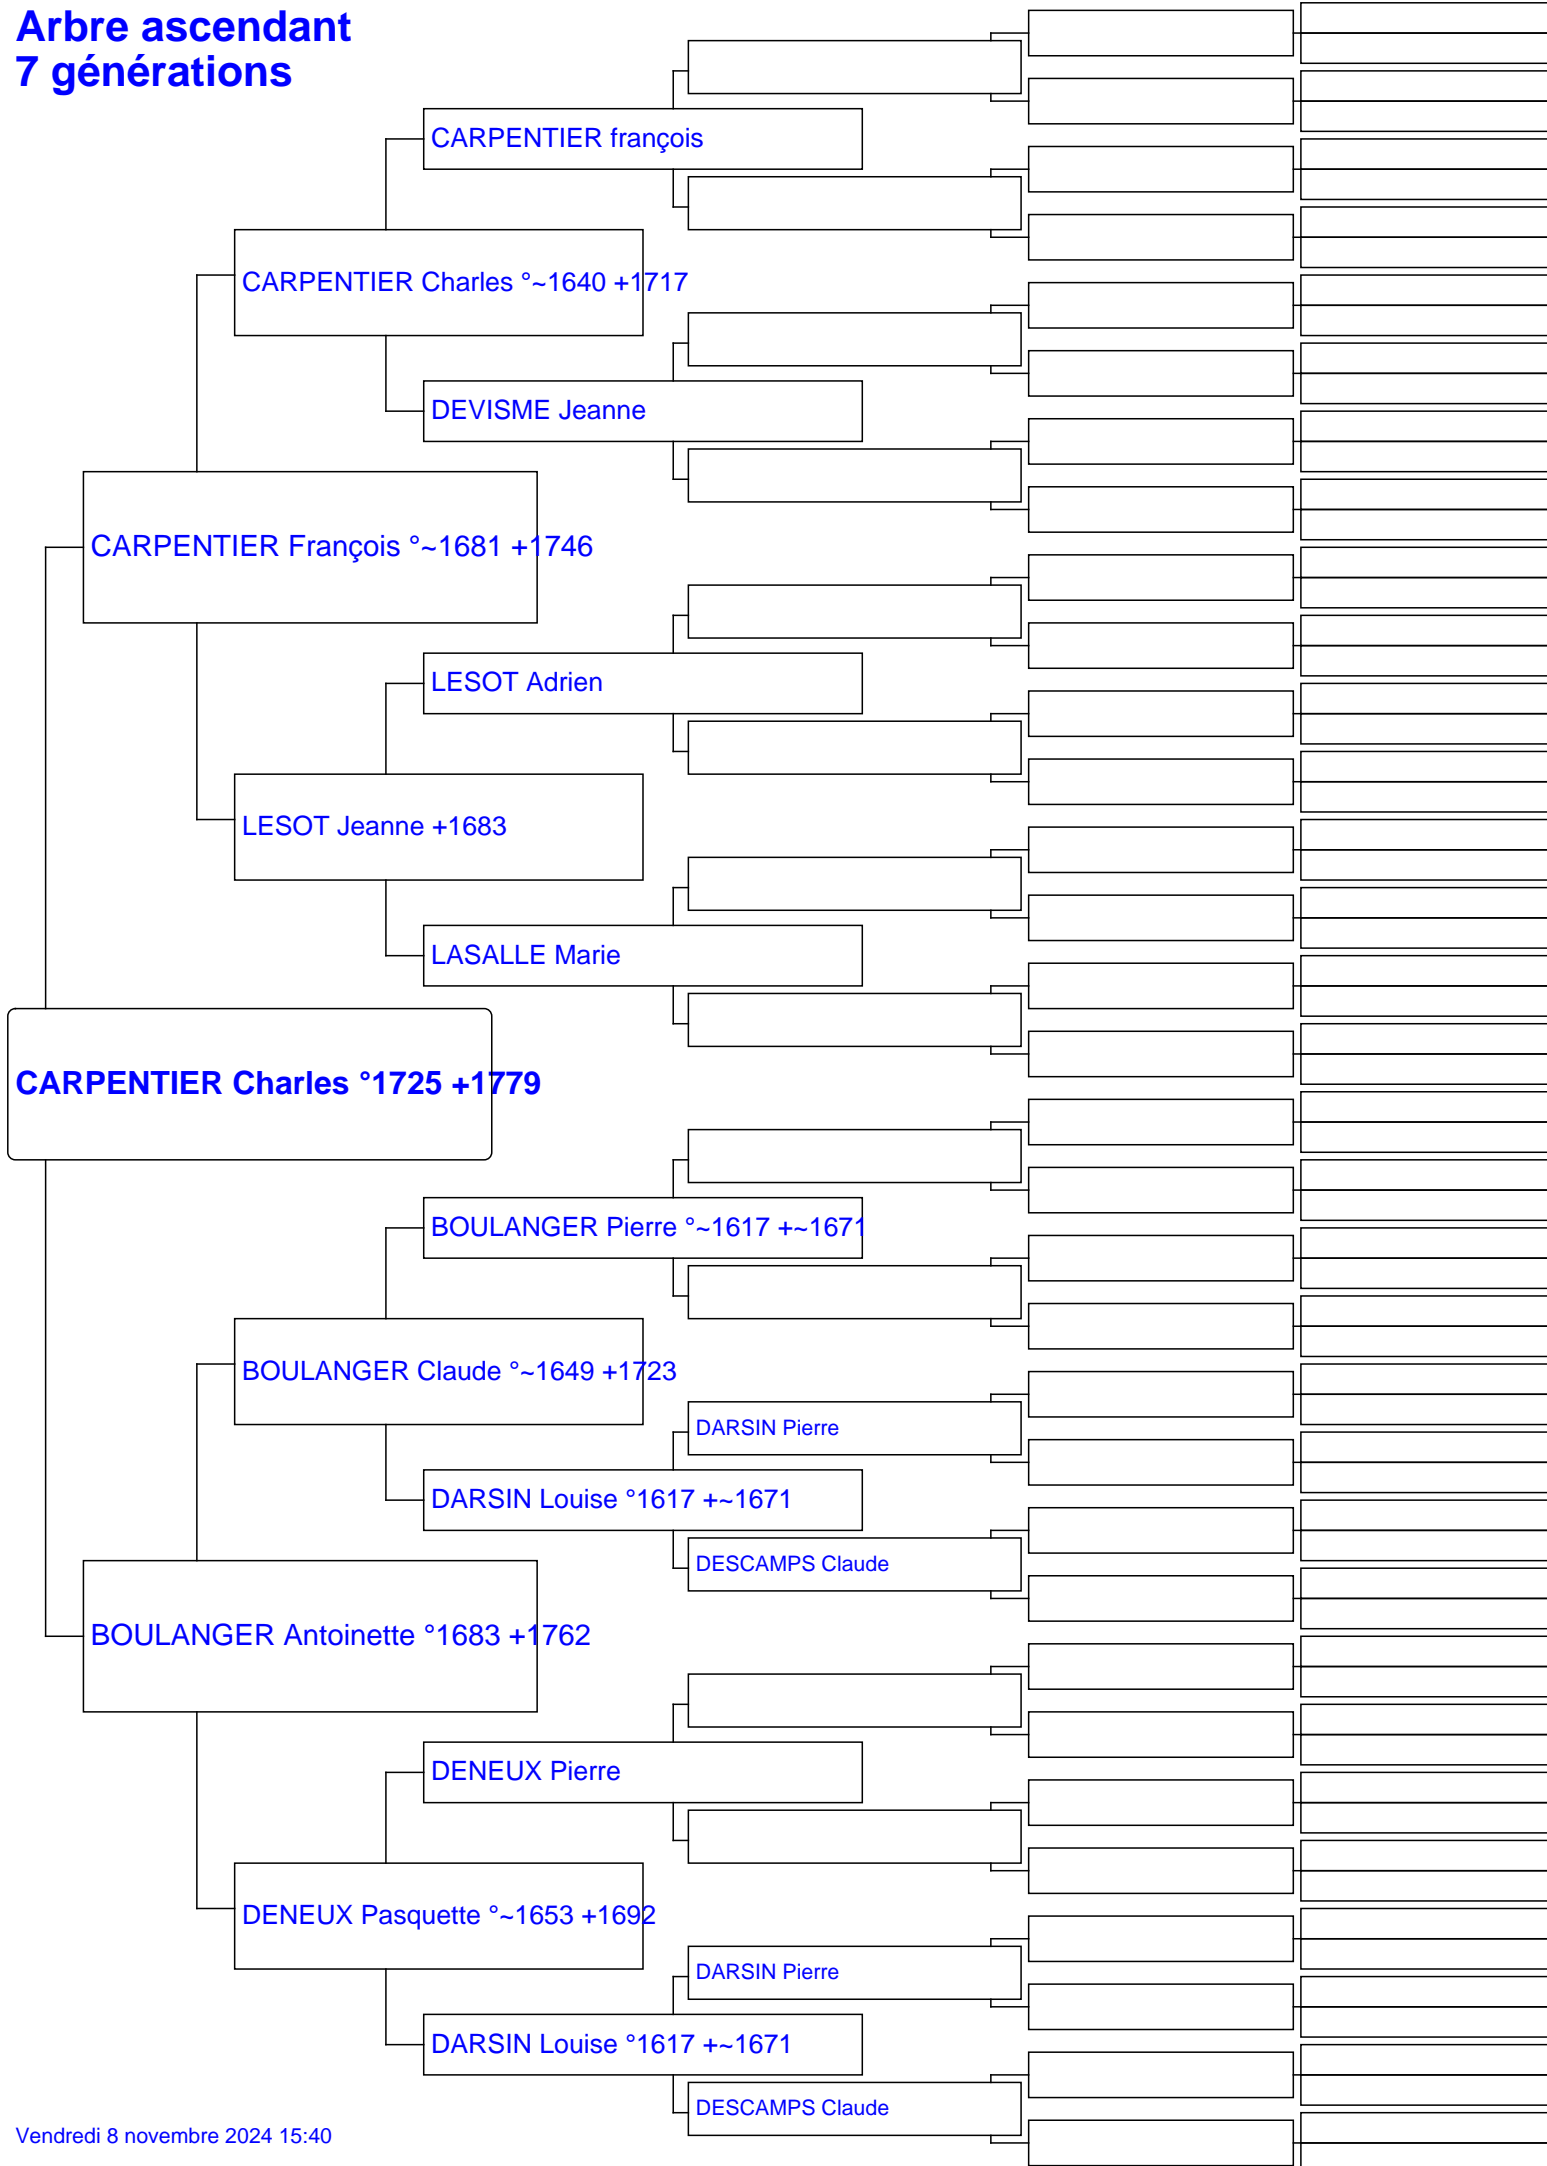 Arbre ascendant
7 générations
CARPENTIER françois
CARPENTIER Charles °~1640 +1717
DEVISME Jeanne
CARPENTIER François °~1681 +1746
LESOT Adrien
LESOT Jeanne +1683
LASALLE Marie
CARPENTIER Charles °1725 +1779
BOULANGER Pierre °~1617 +~1671
BOULANGER Claude °~1649 +1723
DARSIN Pierre
DARSIN Louise °1617 +~1671
DESCAMPS Claude
BOULANGER Antoinette °1683 +1762
DENEUX Pierre
DENEUX Pasquette °~1653 +1692
DARSIN Pierre
DARSIN Louise °1617 +~1671
DESCAMPS Claude
Vendredi 8 novembre 2024 15:40